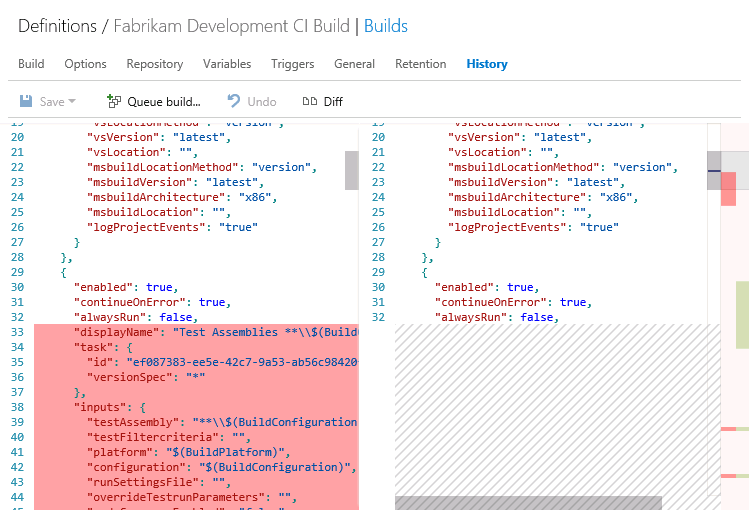 Definitions / Fabrikam Development CI Build | Builds
Build Options Repository Variables Triggers General Retention History
Save Queue build... Undo Diff
19 "vsLocationMethod": "version",
20 "vsVersion": "latest",
21 "vsLocation": "",
22 "msbuildLocationMethod": "version",
23 "msbuildVersion": "latest",
24 "msbuildArchitecture": "x86",
25 "msbuildLocation": "",
26 "logProjectEvents": "true"
27 }
28 },
29 {
30 "enabled": true,
31 "continueOnError": true,
32 "alwaysRun": false,
33 "displayName": "Test Assemblies **\\$(Build
34 "task": {
35 "id": "ef087383-ee5e-42c7-9a53-ab56c98420
36 "versionSpec": "*"
37 },
38 "inputs": {
39 "testAssembly": "**\\$(BuildConfiguration
40 "testFiltercriteria": "",
41 "platform": "$(BuildPlatform)",
42 "configuration": "$(BuildConfiguration)",
43 "runSettingsFile": "",
44 "overrideTestrunParameters": "",
19 "vsLocationMethod": "version",
20 "vsVersion": "latest",
21 "vsLocation": "",
22 "msbuildLocationMethod": "version",
23 "msbuildVersion": "latest",
24 "msbuildArchitecture": "x86",
25 "msbuildLocation": "",
26 "logProjectEvents": "true"
27 }
28 },
29 {
30 "enabled": true,
31 "continueOnError": true,
32 "alwaysRun": false,